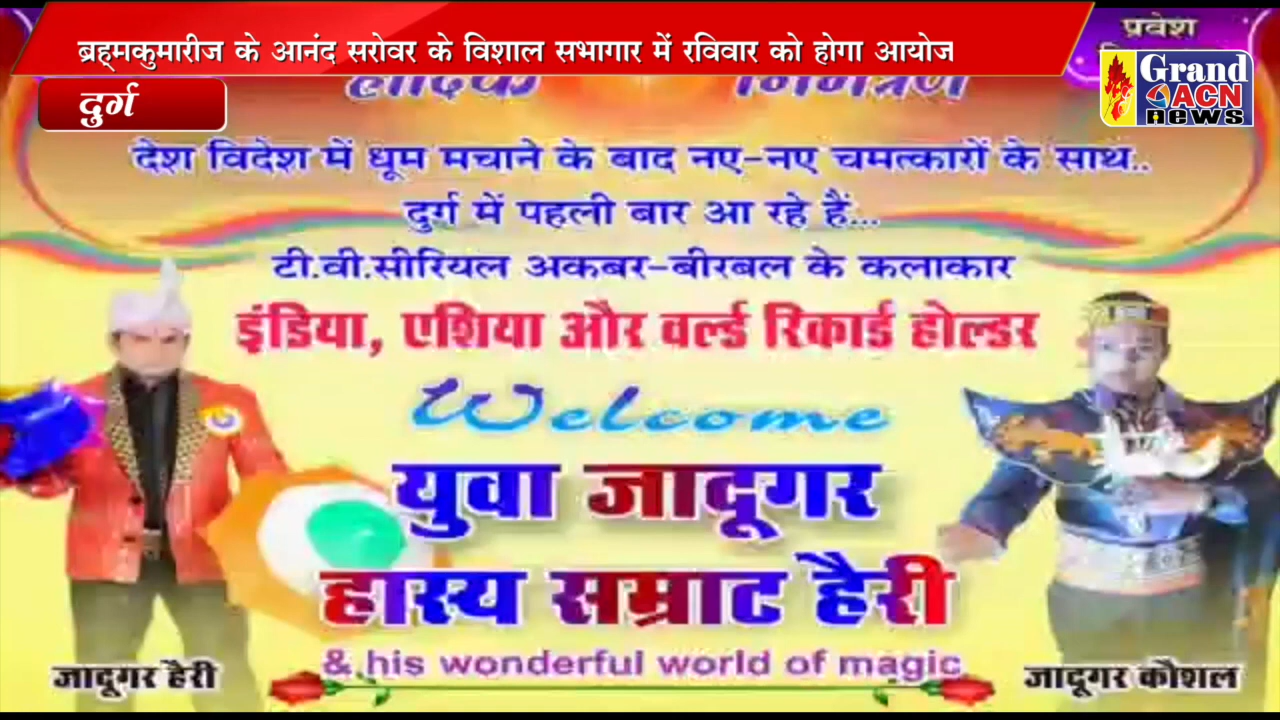 ब्रह्मकुमारीज के आनंद सरोवर के विशाल सभागार में रविवार को होगा आयोज
प्रवेश
Grand
ACN
news
दुर्ग
देश विदेश में धूम मचाने के बाद नए-नए चमत्कारों के साथ..
दुर्ग में पहली बार आ रहे हैं...
टी.वी.सीरियल अकबर-बीरबल के कलाकार
इंडिया, एशिया और वर्ल्ड रिकार्ड होल्डर
Welcome
युवा जादूगर
हास्य सम्राट हैरी
& his wonderful world of magic
जादूगर हैरी
जादूगर कौशल